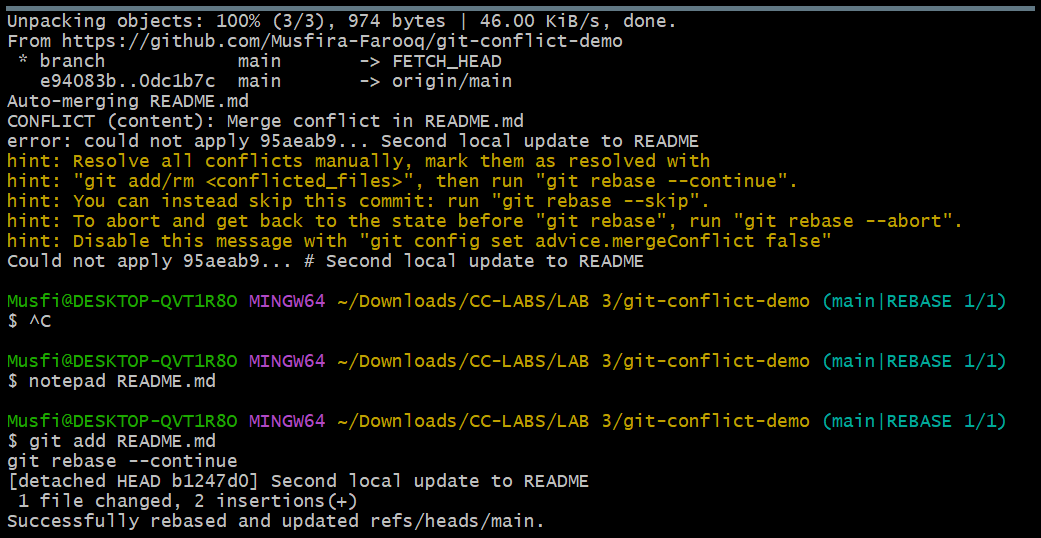 Unpacking objects: 100% (3/3), 974 bytes | 46.00 KiB/s, done.
From https://github.com/Musfira-Farooq/git-conflict-demo
 * branch            main       -> FETCH_HEAD
   e94083b..0dc1b7c  main       -> origin/main
Auto-merging README.md
CONFLICT (content): Merge conflict in README.md
error: could not apply 95aeab9... Second local update to README
hint: Resolve all conflicts manually, mark them as resolved with
hint: "git add/rm <conflicted_files>", then run "git rebase --continue".
hint: You can instead skip this commit: run "git rebase --skip".
hint: To abort and get back to the state before "git rebase", run "git rebase --abort".
hint: Disable this message with "git config set advice.mergeConflict false"
Could not apply 95aeab9... # Second local update to README
Musfi@DESKTOP-QVT1R8O MINGW64 ~/Downloads/CC-LABS/LAB 3/git-conflict-demo (main|REBASE 1/1)
$ ^C
Musfi@DESKTOP-QVT1R8O MINGW64 ~/Downloads/CC-LABS/LAB 3/git-conflict-demo (main|REBASE 1/1)
$ notepad README.md
Musfi@DESKTOP-QVT1R8O MINGW64 ~/Downloads/CC-LABS/LAB 3/git-conflict-demo (main|REBASE 1/1)
$ git add README.md
git rebase --continue
[detached HEAD b1247d0] Second local update to README
 1 file changed, 2 insertions(+)
Successfully rebased and updated refs/heads/main.